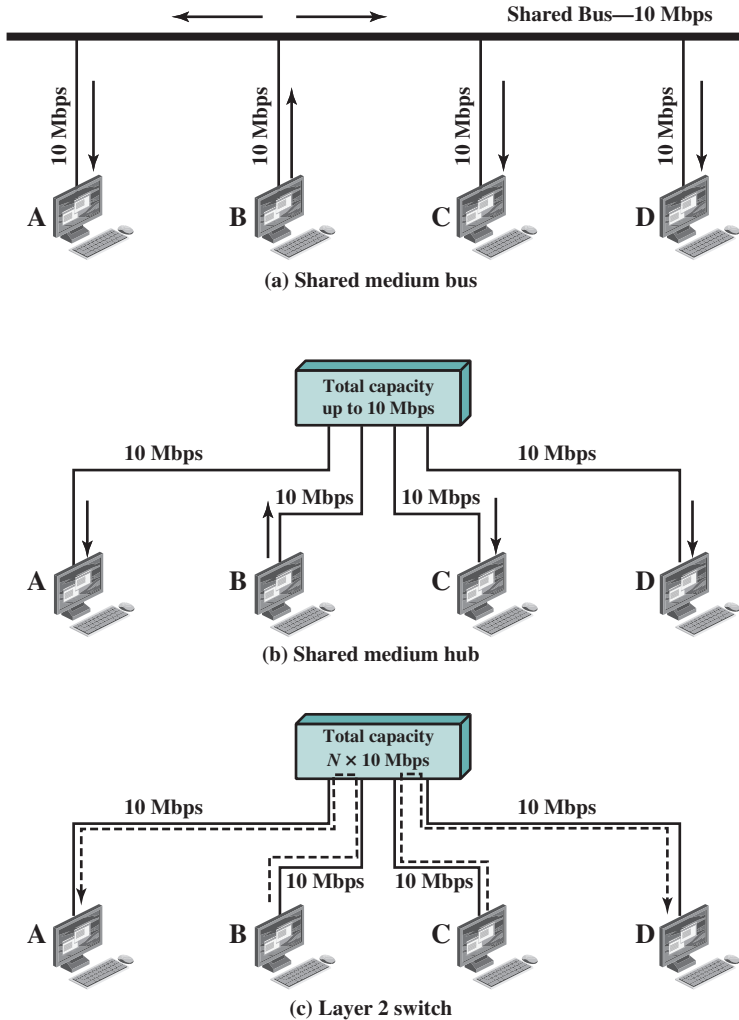 Shared Bus—10 Mbps
10 Mbps
10 Mbps
10 Mbps
10 Mbps
A
B
C
D
(a) Shared medium bus
Total capacity
up to 10 Mbps
10 Mbps
10 Mbps
10 Mbps
10 Mbps
A
B
C
D
(b) Shared medium hub
Total capacity
N × 10 Mbps
10 Mbps
10 Mbps
10 Mbps
10 Mbps
A
B
C
D
(c) Layer 2 switch